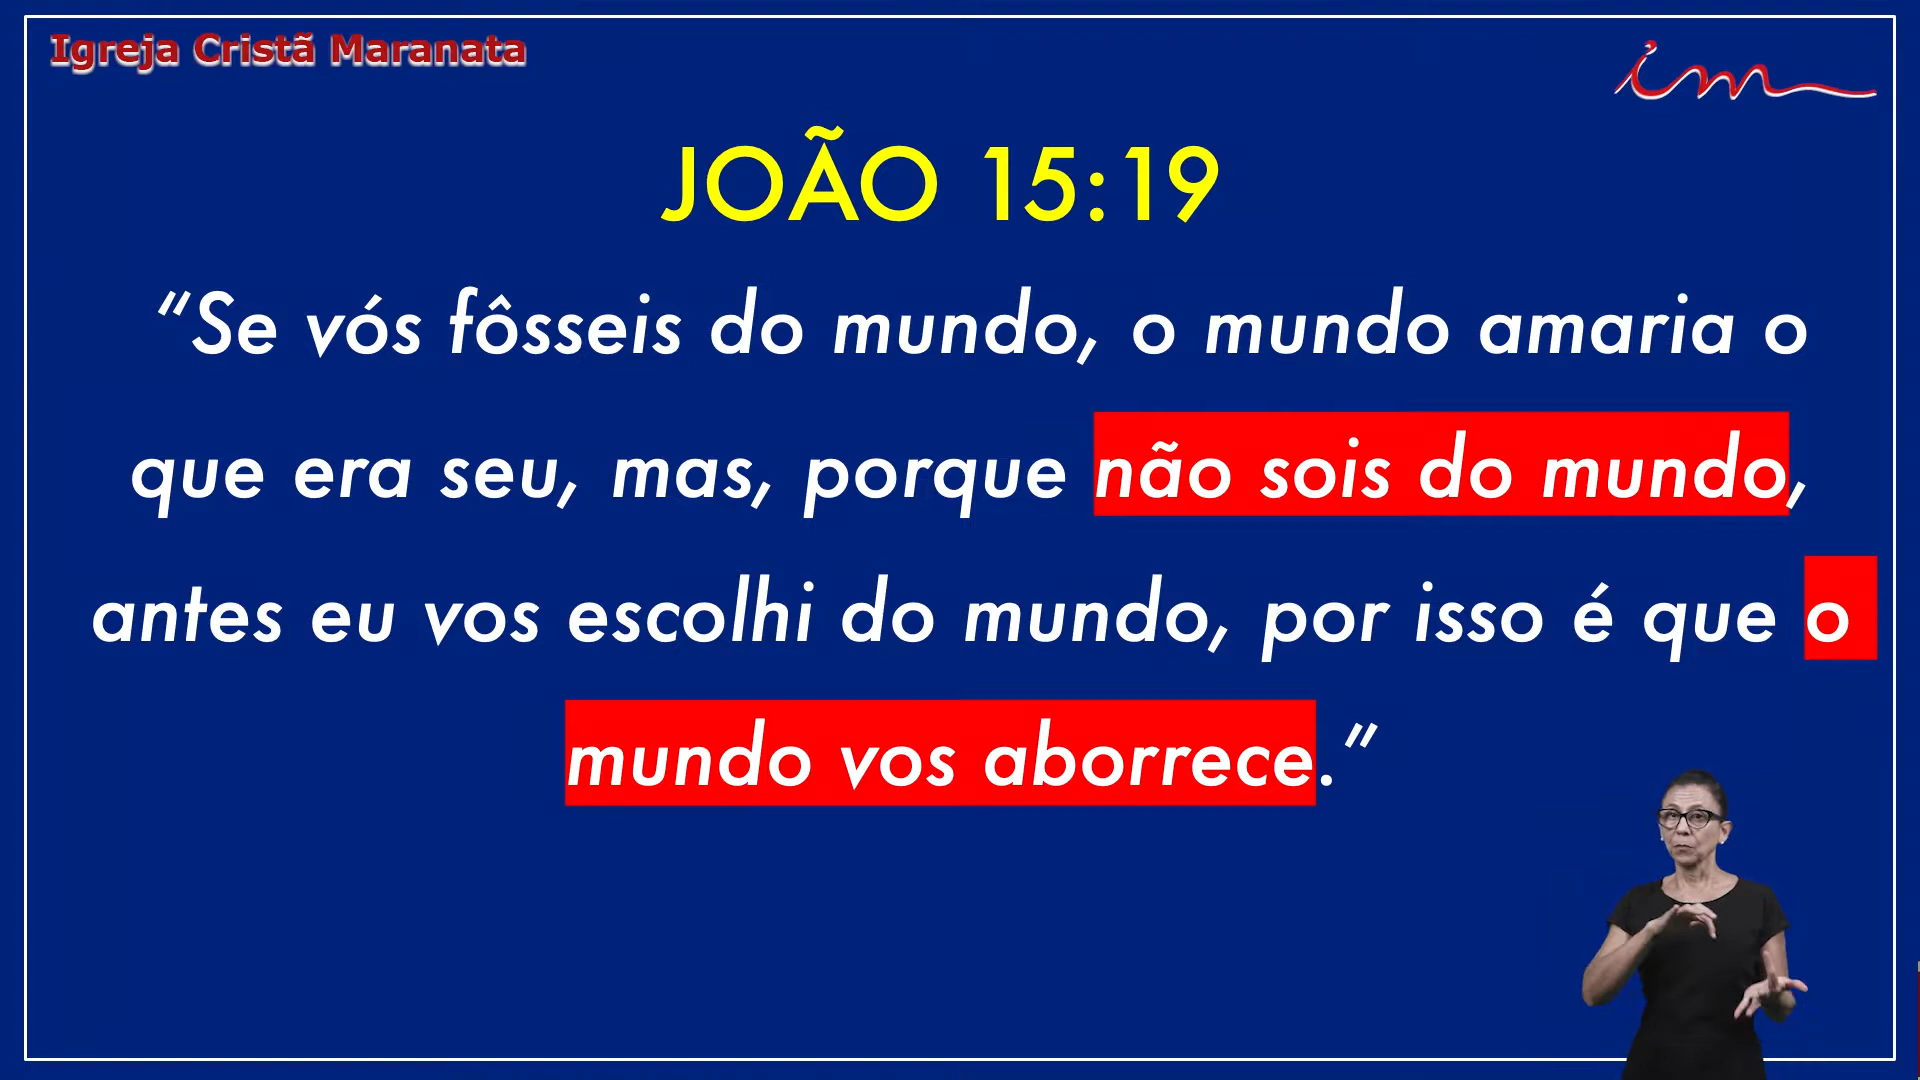 Igreja Cristã Maranata
im
JOÃO 15:19
“Se vós fôsseis do mundo, o mundo amaria o
que era seu, mas, porque não sois do mundo,
antes eu vos escolhi do mundo, por isso é que o
mundo vos aborrece.”